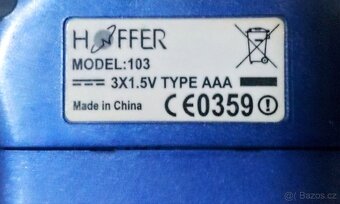 HOFFER
MODEL:103
3X1.5V TYPE AAA
Made in China
CE0359!
Bazos.cz